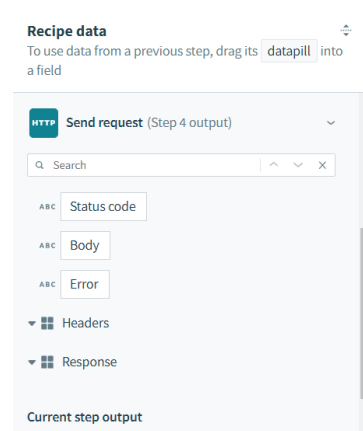 Recipe data
To use data from a previous step, drag its datapill into
a field
HTTP Send request (Step 4 output)
Search
ABC Status code
ABC Body
ABC Error
Headers
Response
Current step output